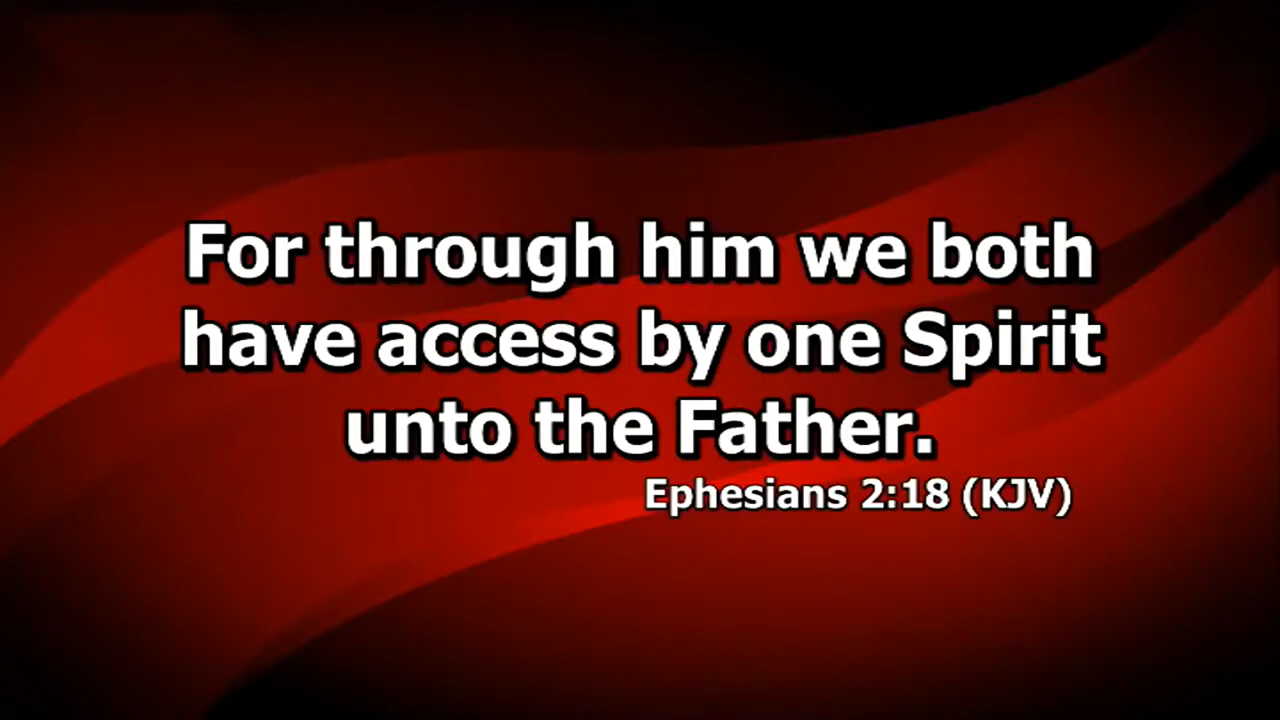 For through him we both
have access by one Spirit
unto the Father.
Ephesians 2:18 (KJV)